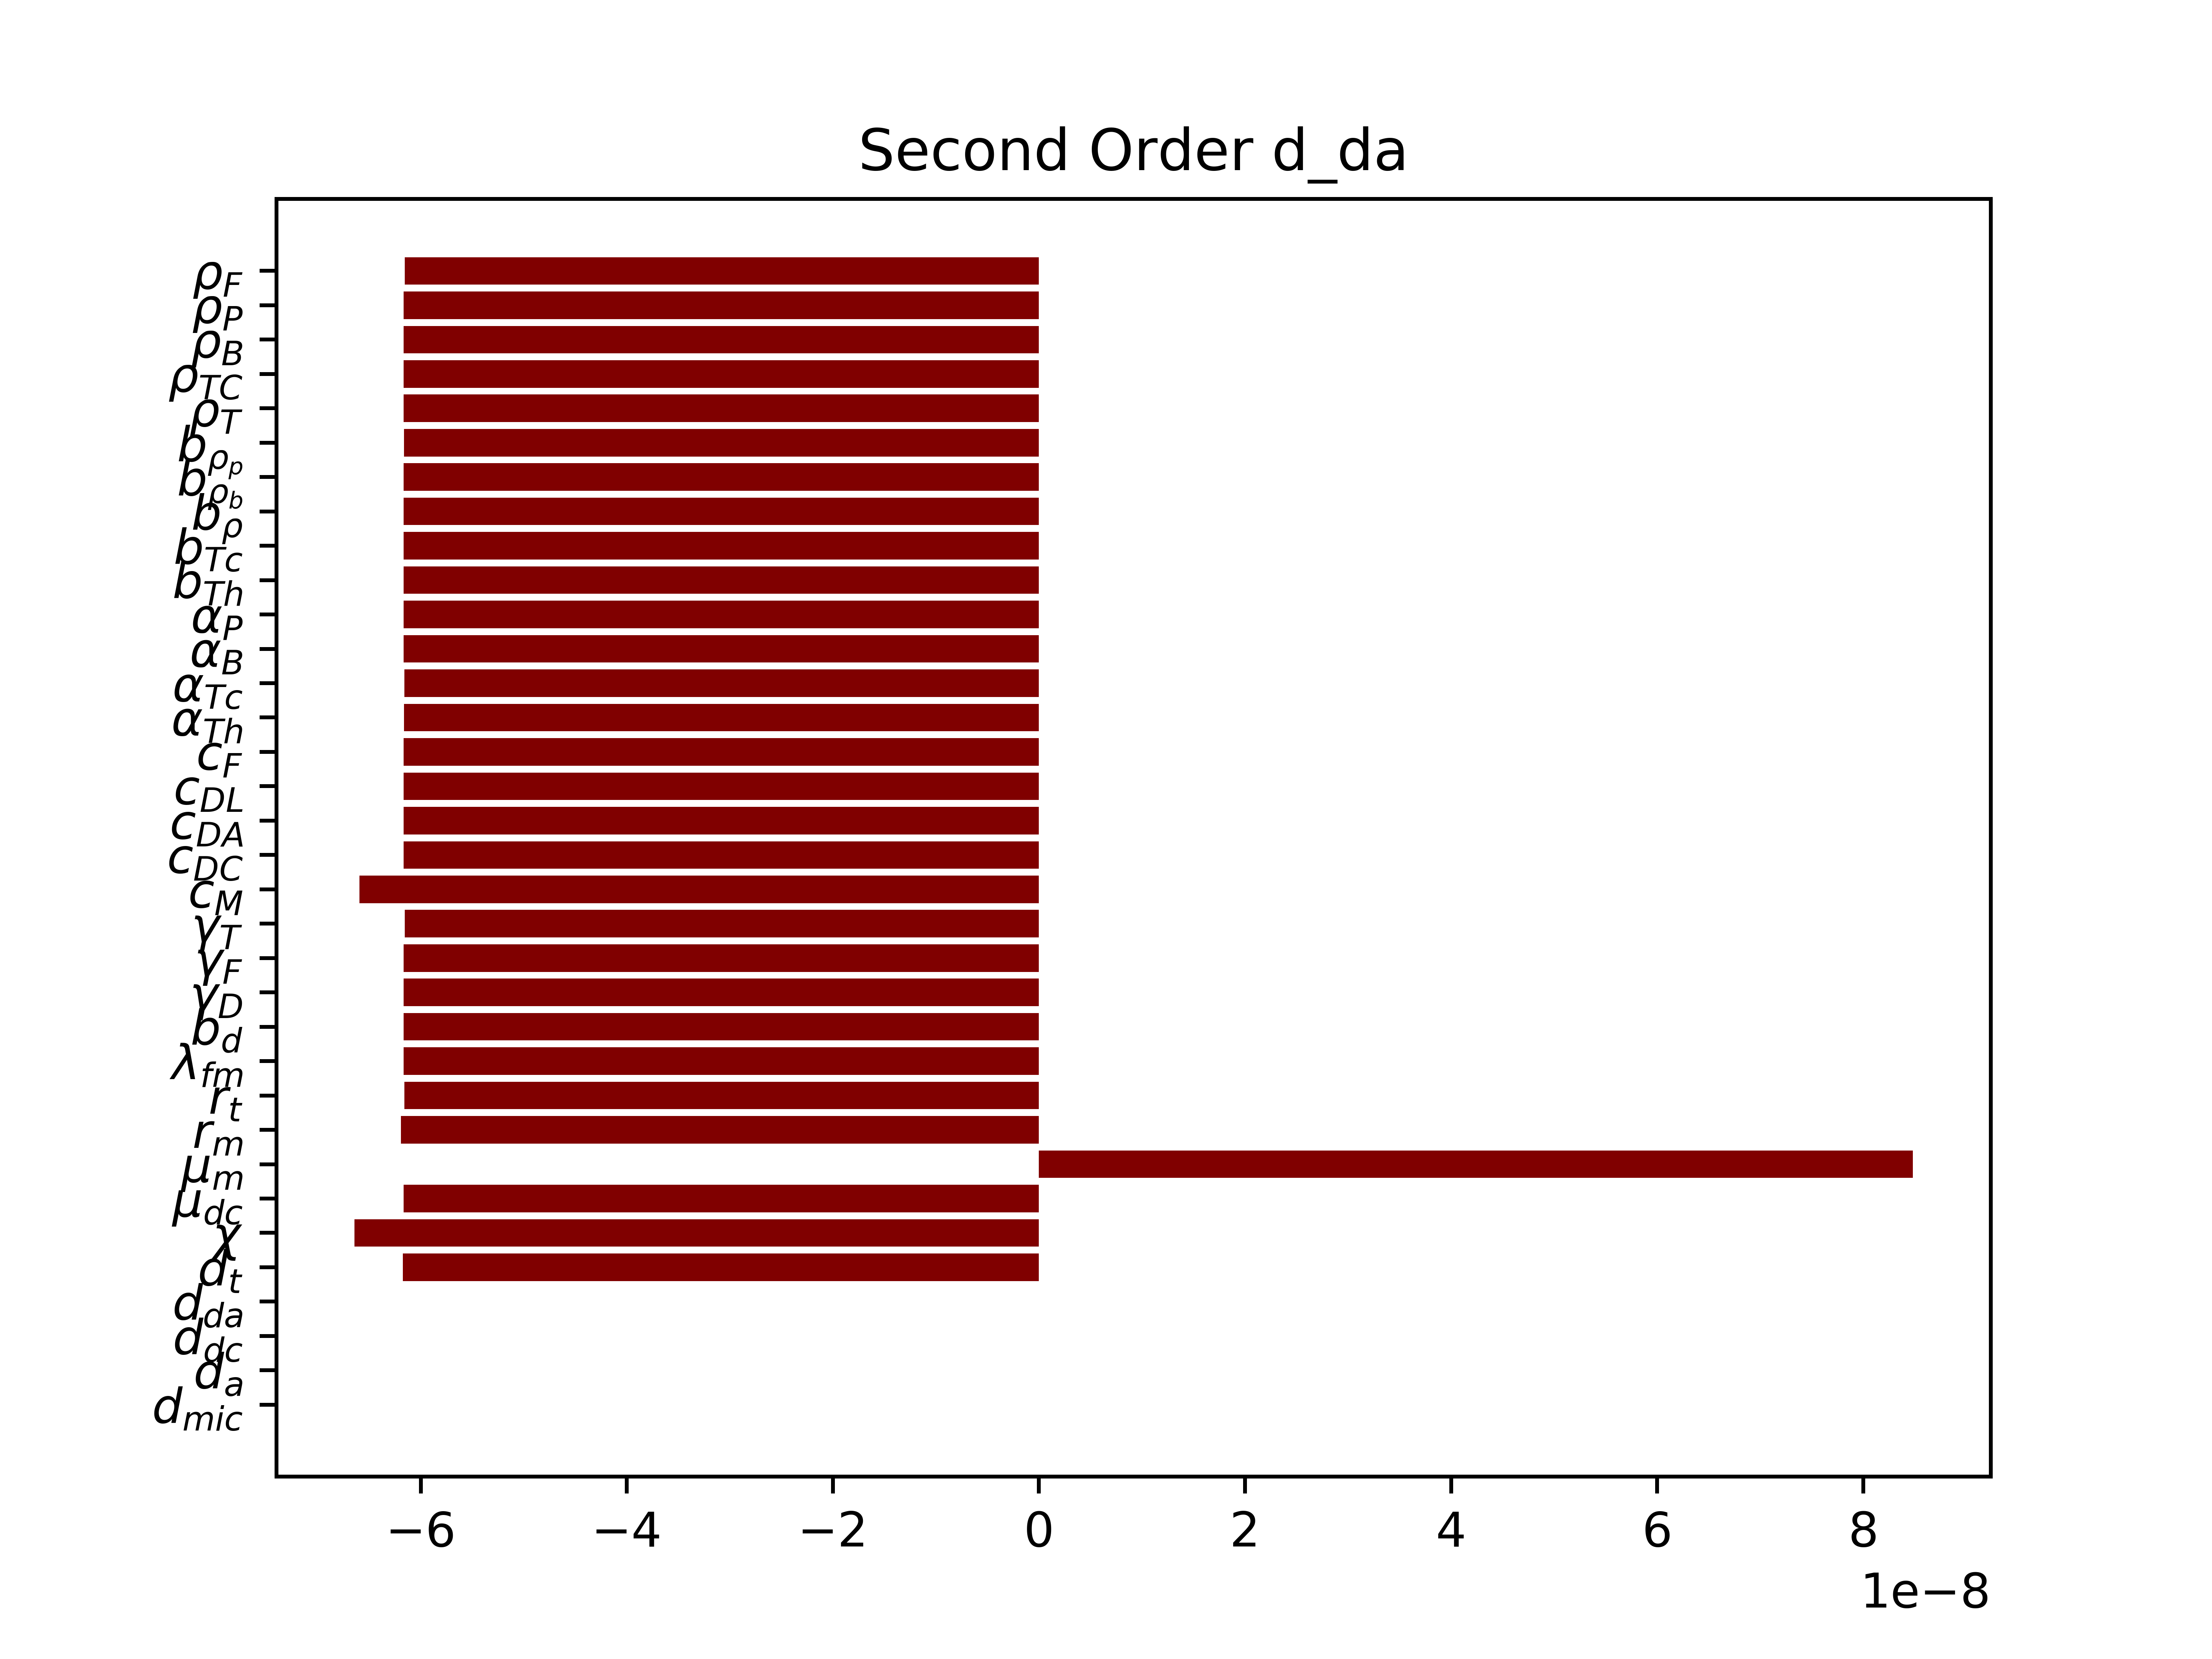 Second Order d_da
ρ_F
ρ_P
ρ_B
ρ_TC
ρ_T
b_ρ_p
b_ρ_b
b_ρ
b_Tc
b_Th
α_P
α_B
α_Tc
α_Th
c_F
c_DL
c_DA
c_DC
c_M
γ_T
γ_F
γ_D
b_d
λ_fm
r_t
r_m
μ_m
μ_dc
χ
d_t
d_da
d_dc
d_a
d_mic
−6 −4 −2 0 2 4 6 8
1e−8